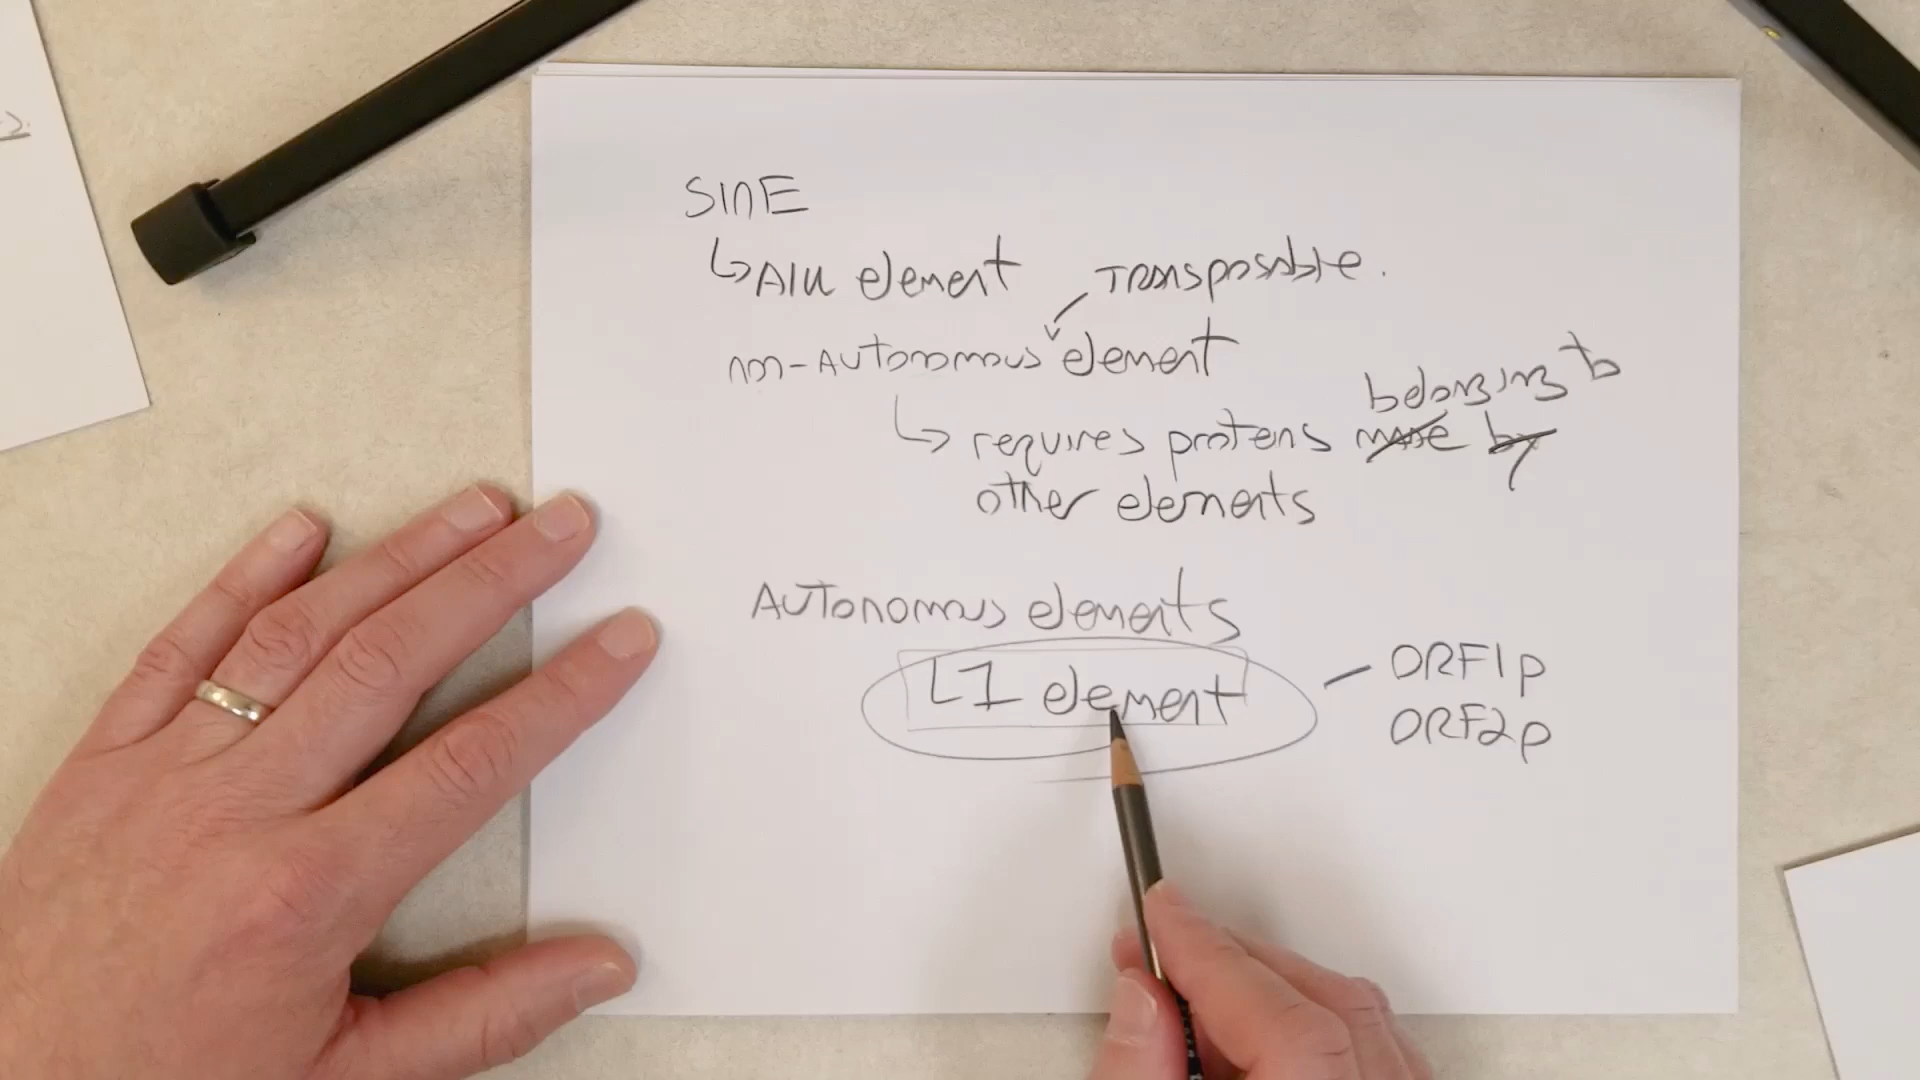 SINE
↳ Alu element
Transposable.
non-Autonomous element
belonging to
↳ requires proteins made by
other elements
Autonomous elements
L1 element
ORF1p
ORF2p